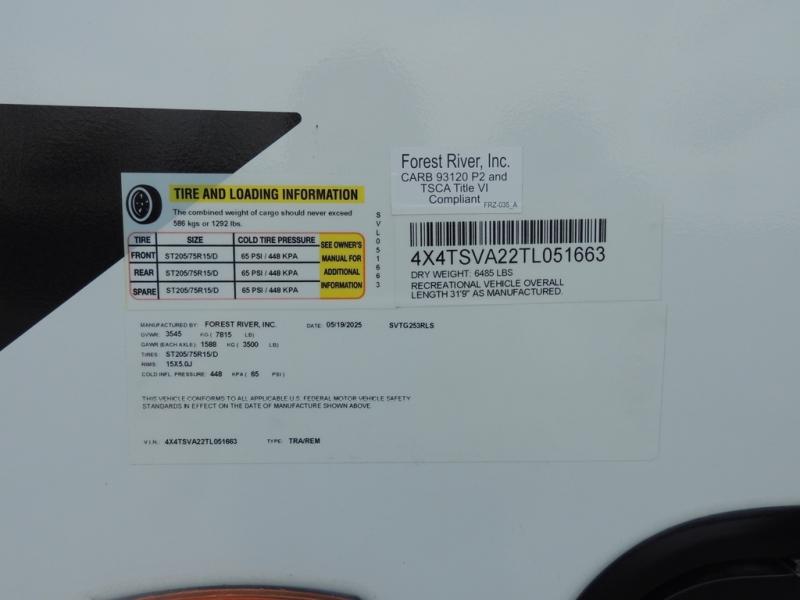 Forest River, Inc.
CARB 93120 P2 and
TSCA Title VI
Compliant
FRZ-035_A
TIRE AND LOADING INFORMATION
The combined weight of cargo should never exceed
586 kgs or 1292 lbs.
TIRE SIZE COLD TIRE PRESSURE
FRONT ST205/75R15/D 65 PSI / 448 KPA
REAR ST205/75R15/D 65 PSI / 448 KPA
SPARE ST205/75R15/D 65 PSI / 448 KPA
SEE OWNER'S
MANUAL FOR
ADDITIONAL
INFORMATION
SVL051663
4X4TSVA22TL051663
DRY WEIGHT: 6485 LBS
RECREATIONAL VEHICLE OVERALL
LENGTH 31'9" AS MANUFACTURED.
MANUFACTURED BY: FOREST RIVER, INC. DATE: 05/19/2025 SVTG253RLS
GVWR: 3545 KG ( 7815 LB)
GAWR (EACH AXLE): 1588 KG ( 3500 LB)
TIRES: ST205/75R15/D
RIMS: 15X5.0J
COLD INFL. PRESSURE: 448 KPA ( 65 PSI )
THIS VEHICLE CONFORMS TO ALL APPLICABLE U.S. FEDERAL MOTOR VEHICLE SAFETY
STANDARDS IN EFFECT ON THE DATE OF MANUFACTURE SHOWN ABOVE.
V.I.N.: 4X4TSVA22TL051663 TYPE: TRA/REM